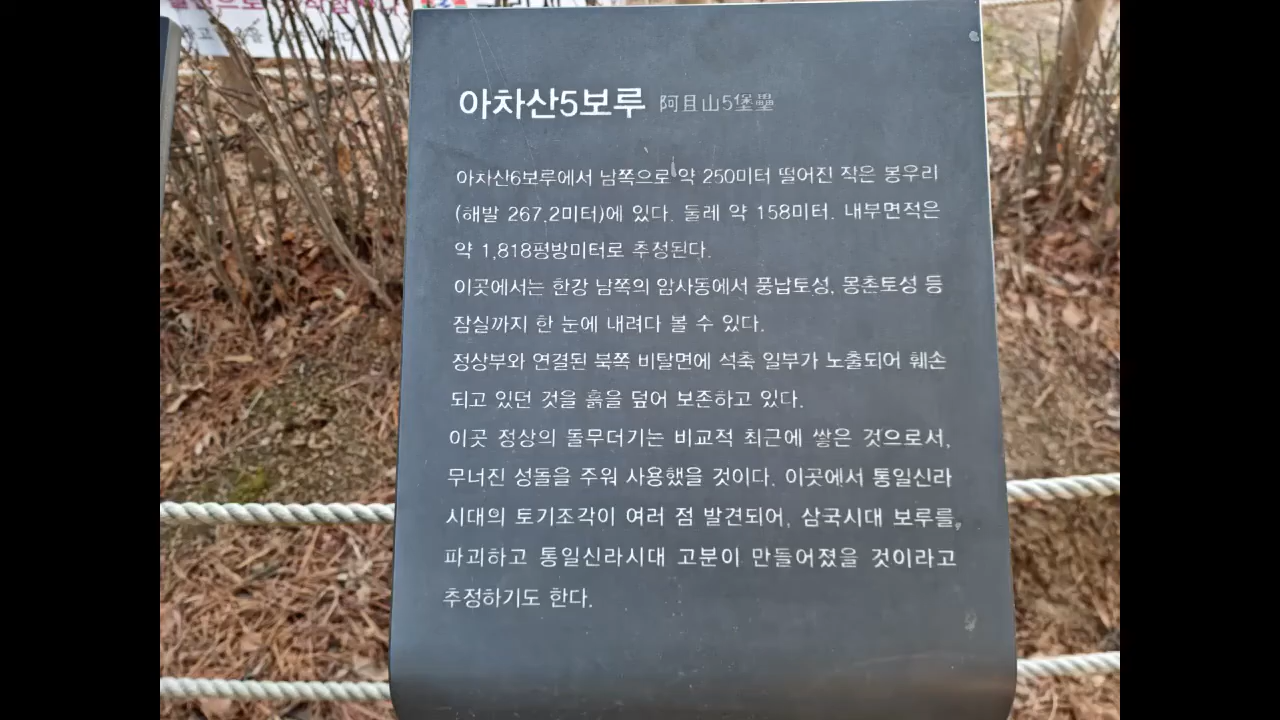 아차산5보루 阿且山5堡壘
아차산6보루에서 남쪽으로 약 250미터 떨어진 작은 봉우리
(해발 267.2미터)에 있다. 둘레 약 158미터. 내부면적은
약 1,818평방미터로 추정된다.
이곳에서는 한강 남쪽의 암사동에서 풍납토성, 몽촌토성 등
잠실까지 한 눈에 내려다 볼 수 있다.
정상부와 연결된 북쪽 비탈면에 석축 일부가 노출되어 훼손
되고 있던 것을 흙을 덮어 보존하고 있다.
이곳 정상의 돌무더기는 비교적 최근에 쌓은 것으로서,
무너진 성돌을 주워 사용했을 것이다. 이곳에서 통일신라
시대의 토기조각이 여러 점 발견되어, 삼국시대 보루를
파괴하고 통일신라시대 고분이 만들어졌을 것이라고
추정하기도 한다.